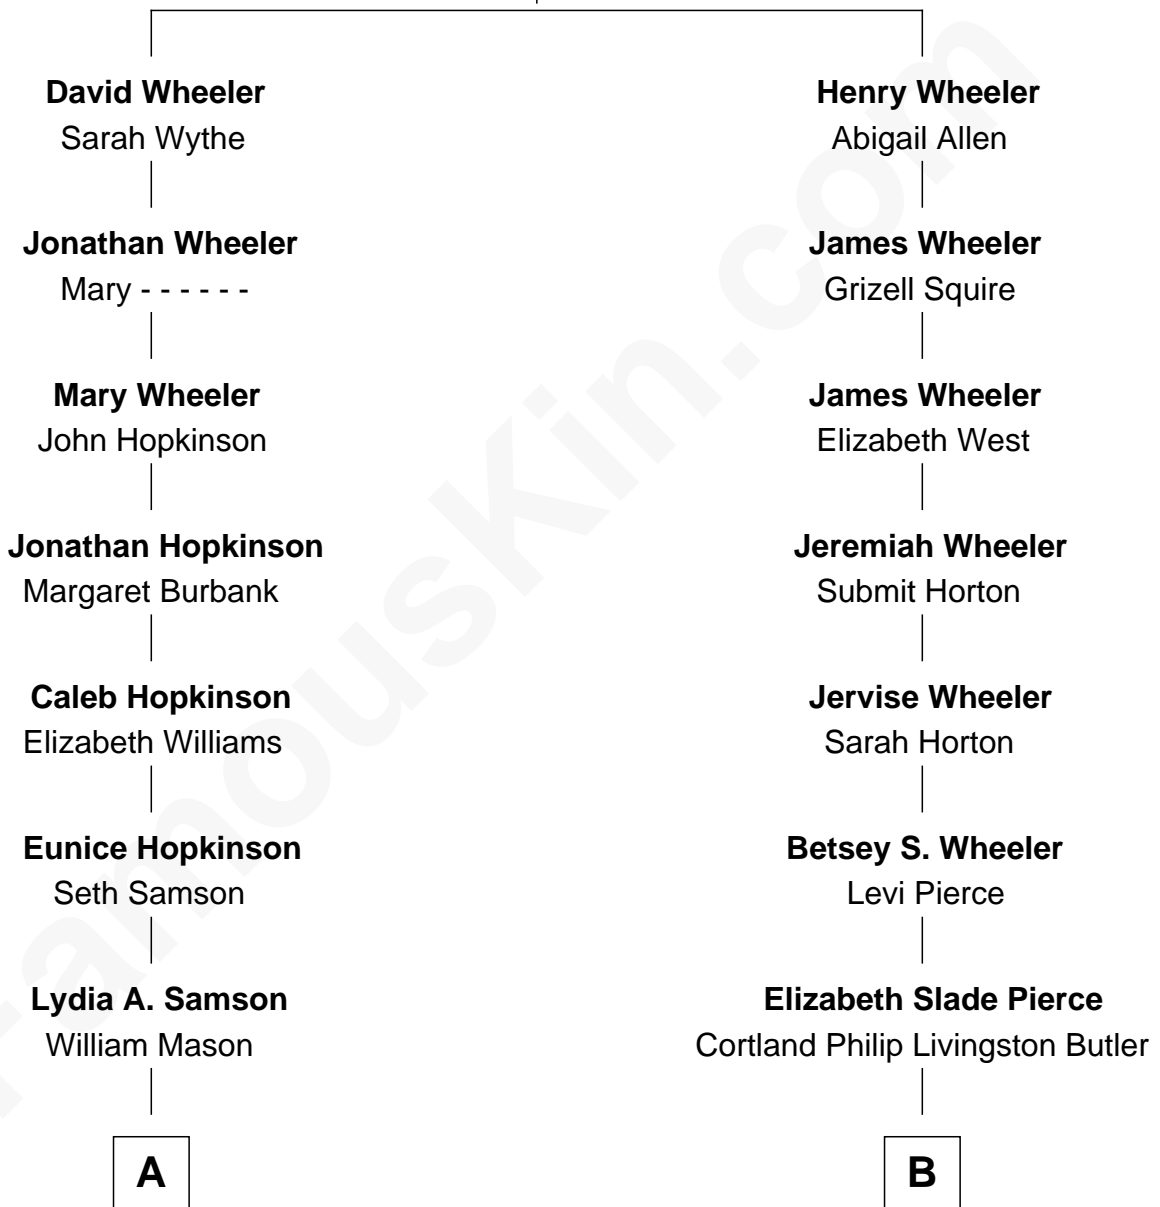 David Wheeler
Sarah Wythe
Jonathan Wheeler
Mary - - - - - -
Mary Wheeler
John Hopkinson
Jonathan Hopkinson
Margaret Burbank
Caleb Hopkinson
Elizabeth Williams
Eunice Hopkinson
Seth Samson
Lydia A. Samson
William Mason
A
Henry Wheeler
Abigail Allen
James Wheeler
Grizell Squire
James Wheeler
Elizabeth West
Jeremiah Wheeler
Submit Horton
Jervise Wheeler
Sarah Horton
Betsey S. Wheeler
Levi Pierce
Elizabeth Slade Pierce
Cortland Philip Livingston Butler
B
FamousKin.com